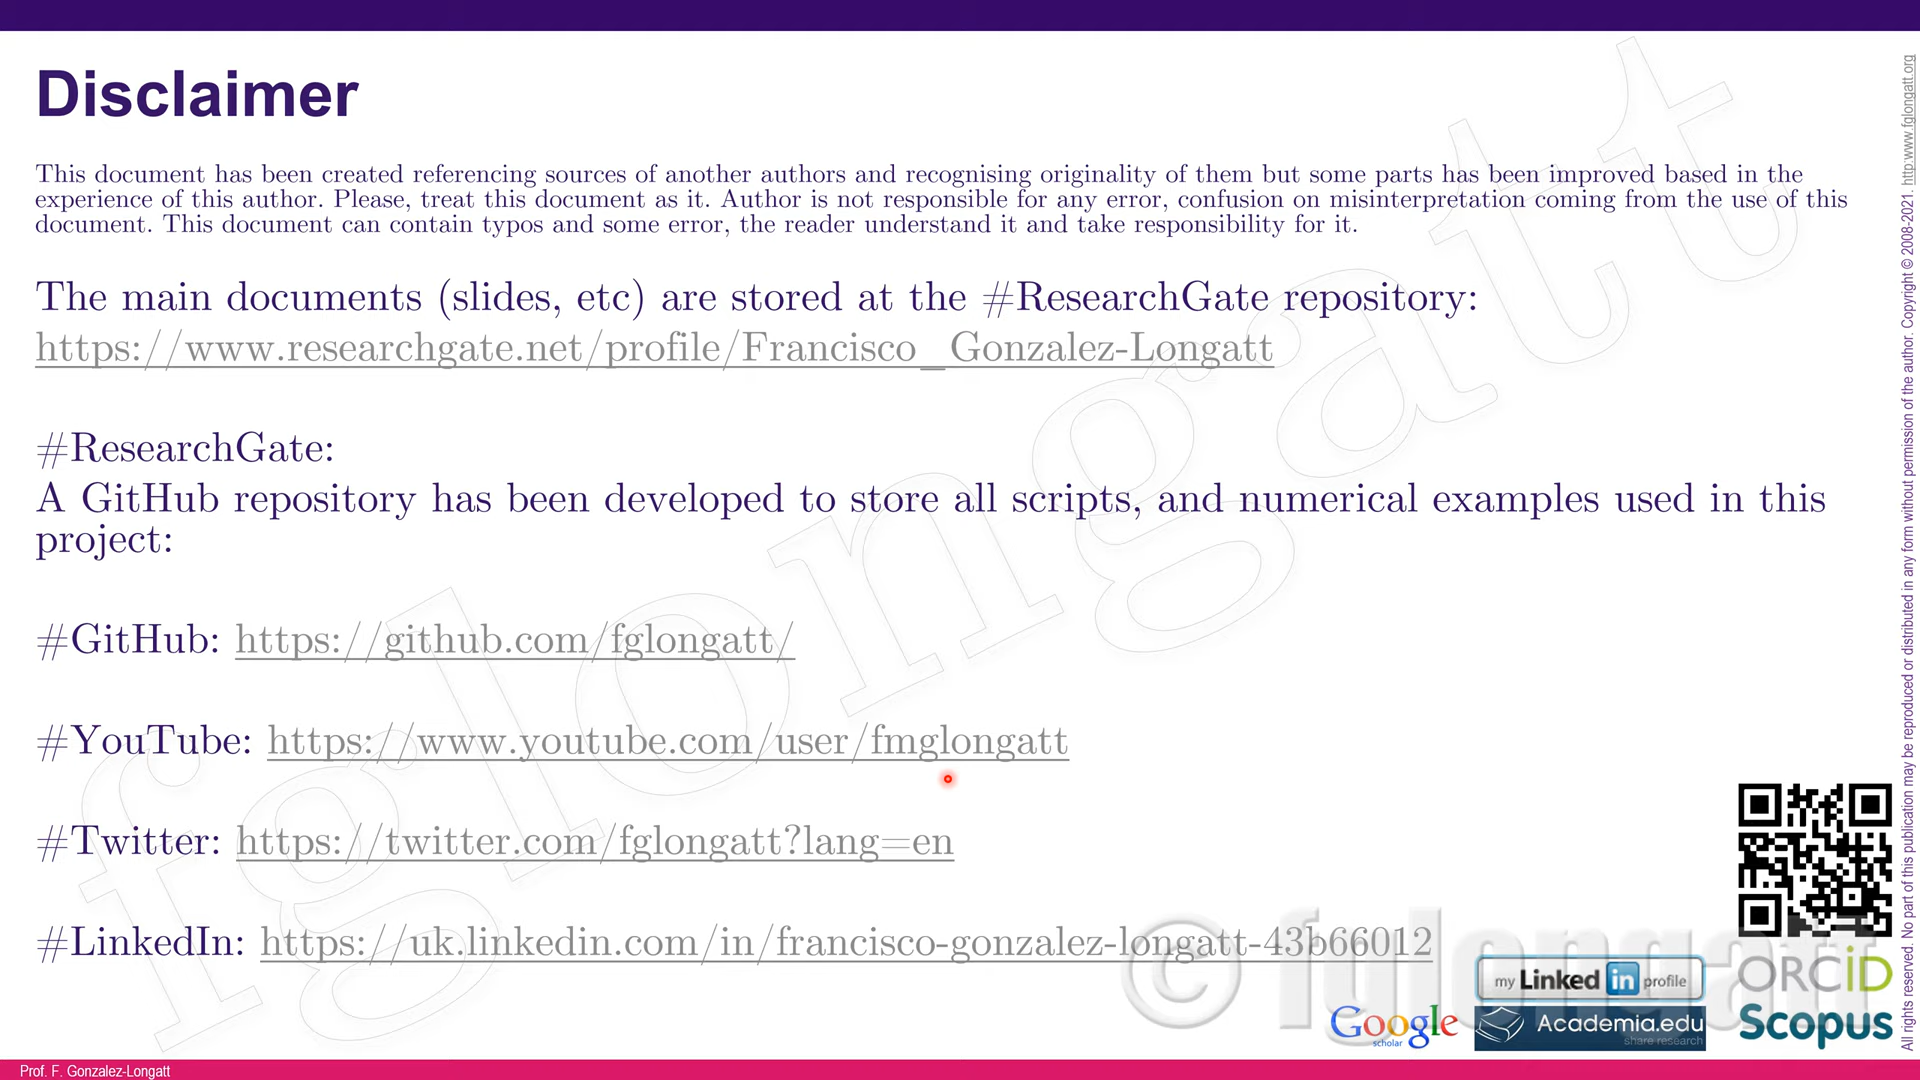 Disclaimer
This document has been created referencing sources of another authors and recognising originality of them but some parts has been improved based in the
experience of this author. Please, treat this document as it. Author is not responsible for any error, confusion on misinterpretation coming from the use of this
document. This document can contain typos and some error, the reader understand it and take responsibility for it.
The main documents (slides, etc) are stored at the #ResearchGate repository:
https://www.researchgate.net/profile/Francisco_Gonzalez-Longatt
#ResearchGate:
A GitHub repository has been developed to store all scripts, and numerical examples used in this
project:
#GitHub: https://github.com/fglongatt/
#YouTube: https://www.youtube.com/user/fmglongatt
#Twitter: https://twitter.com/fglongatt?lang=en
#LinkedIn: https://uk.linkedin.com/in/francisco-gonzalez-longatt-43b66012
fglongatt
© fglongatt
my Linked in profile
ORCiD
Google
scholar
Academia.edu
share research
Scopus
Prof. F. Gonzalez-Longatt
All rights reserved. No part of this publication may be reproduced or distributed in any form without permission of the author. Copyright © 2008-2021. http:www.fglongatt.org